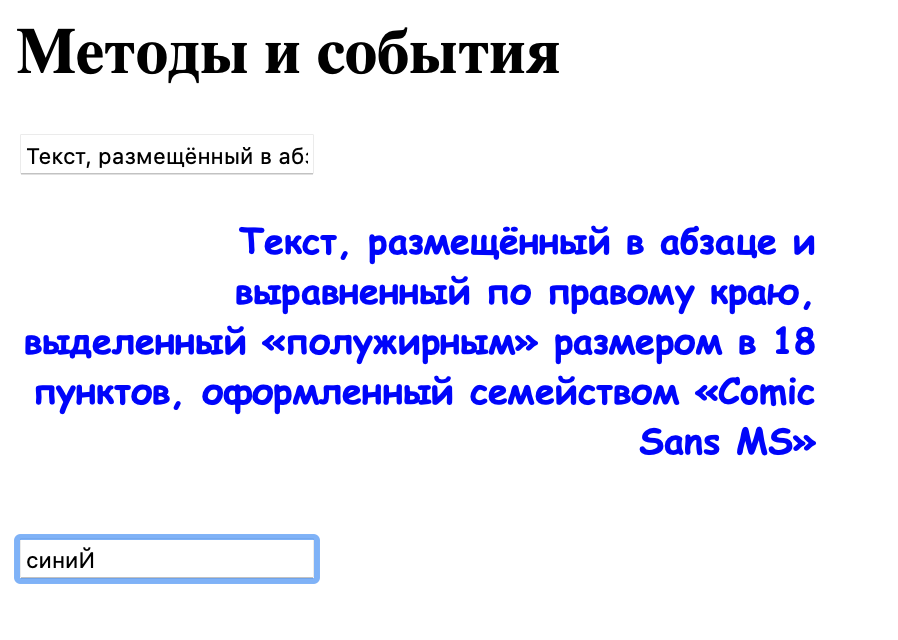 Методы и события
Текст, размещённый в аб
Текст, размещённый в абзаце и
выравненный по правому краю,
выделенный «полужирным» размером в 18
пунктов, оформленный семейством «Comic
Sans MS»
синиЙ